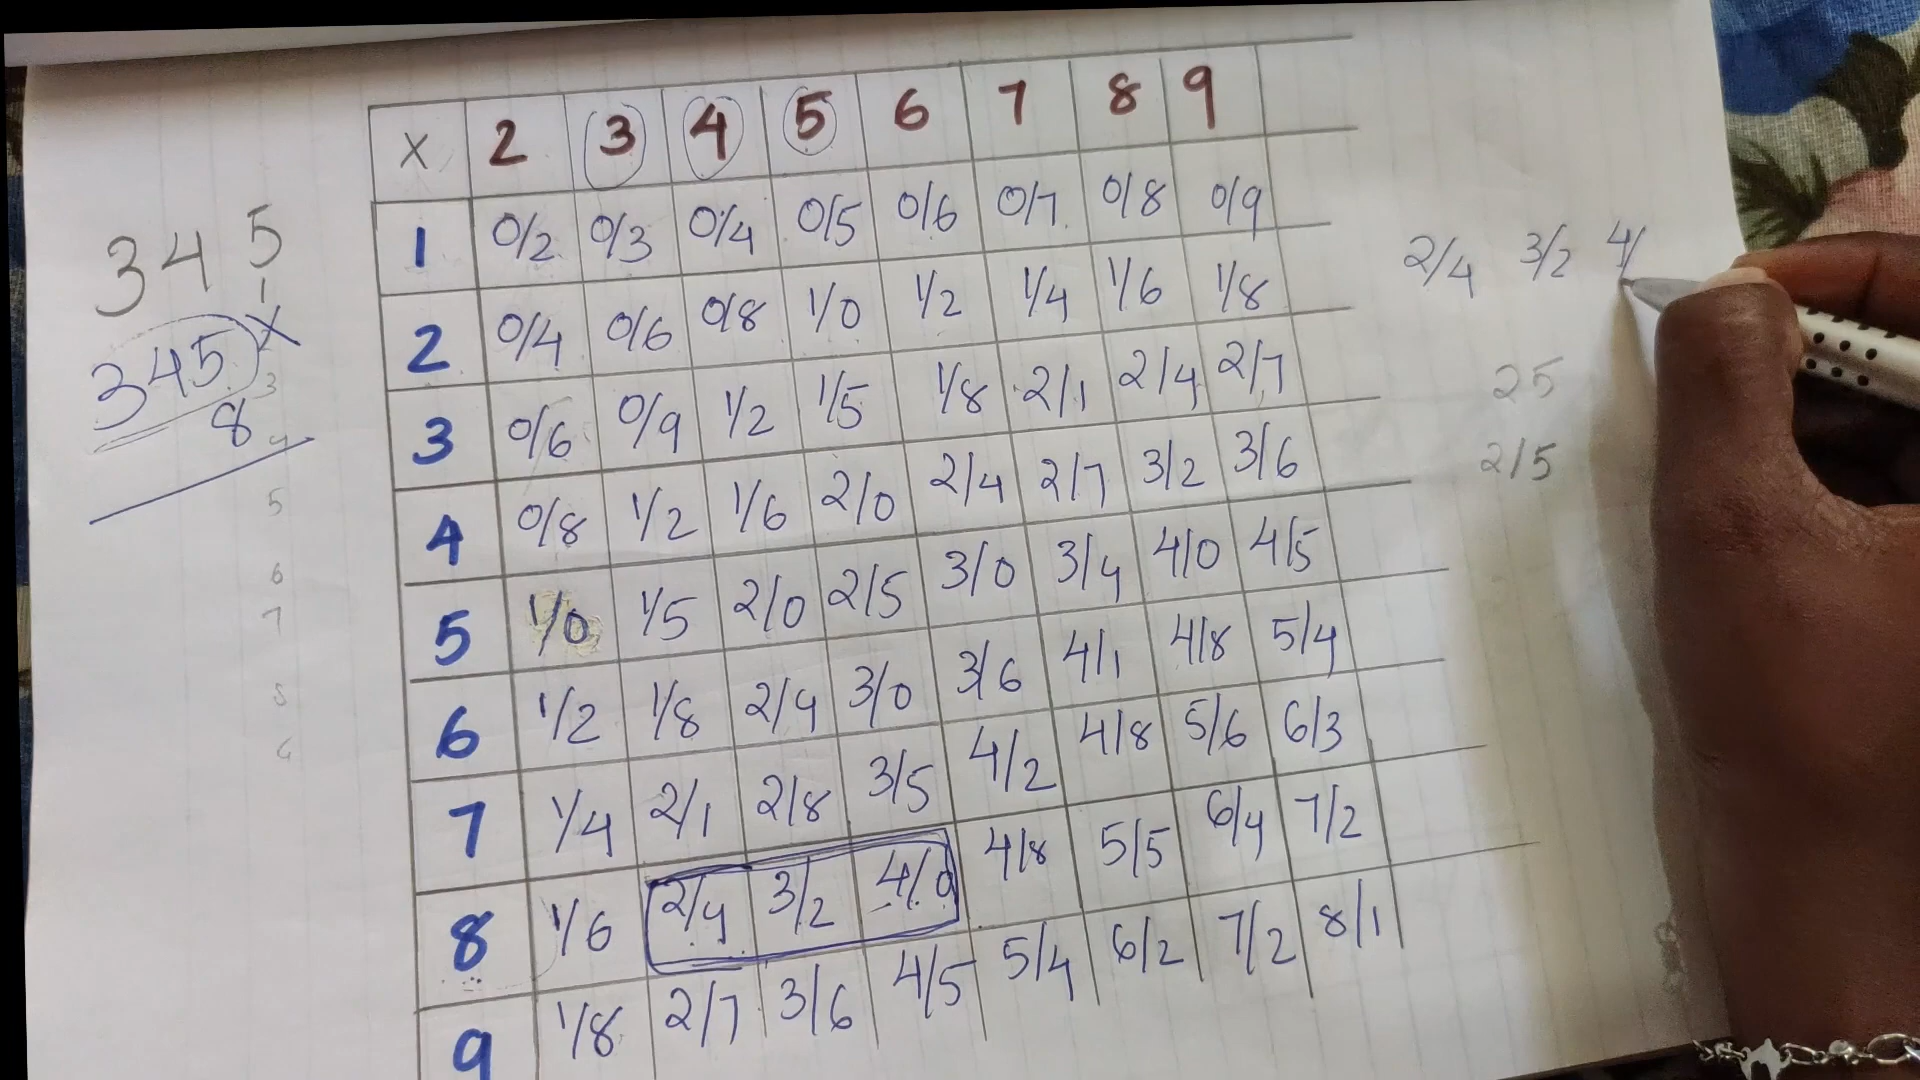 x 2 3 4 5 6 7 8 9
1 0/2 0/3 0/4 0/5 0/6 0/7 0/8 0/9
2 0/4 0/6 0/8 1/0 1/2 1/4 1/6 1/8
3 0/6 0/9 1/2 1/5 1/8 2/1 2/4 2/7
4 0/8 1/2 1/6 2/0 2/4 2/7 3/2 3/6
5 1/0 1/5 2/0 2/5 3/0 3/4 4/0 4/5
6 1/2 1/8 2/4 3/0 3/6 4/1 4/8 5/4
7 1/4 2/1 2/8 3/5 4/2 4/8 5/6 6/3
8 1/6 2/4 3/2 4/0 4/8 5/5 6/4 7/2
9 1/8 2/7 3/6 4/5 5/4 6/2 7/2 8/1
345
1
345 x
3
8
4
5
6
7
2/4 3/2 4/
25
2/5